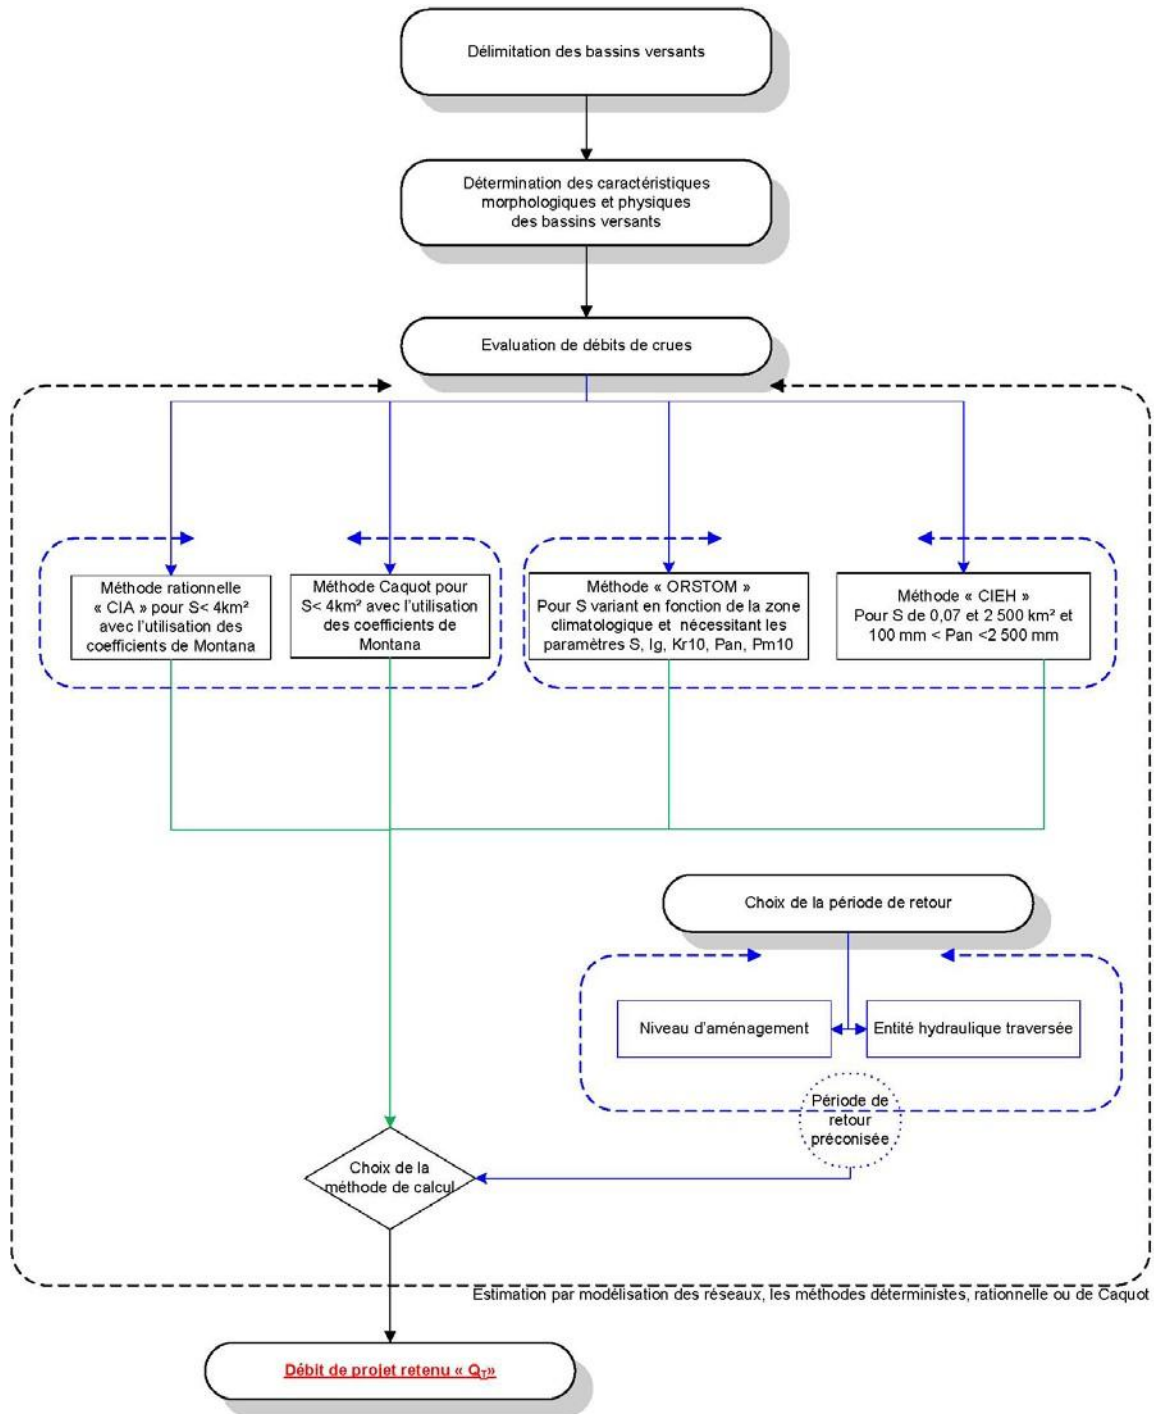 Délimitation des bassins versants
Détermination des caractéristiques
morphologiques et physiques
des bassins versants
Evaluation de débits de crues
Méthode rationnelle
« CIA » pour S< 4km²
avec l'utilisation des
coefficients de Montana
Méthode Caquot pour
S< 4km² avec l'utilisation
des coefficients de
Montana
Méthode « ORSTOM »
Pour S variant en fonction de la zone
climatologique et nécessitant les
paramètres S, Ig, Kr10, Pan, Pm10
Méthode « CIEH »
Pour S de 0,07 et 2 500 km² et
100 mm < Pan <2 500 mm
Choix de la période de retour
Niveau d'aménagement
Entité hydraulique traversée
Période de
retour
préconisée
Choix de la
méthode de calcul
Estimation par modélisation des réseaux, les méthodes déterministes, rationnelle ou de Caquot
Débit de projet retenu « QT»